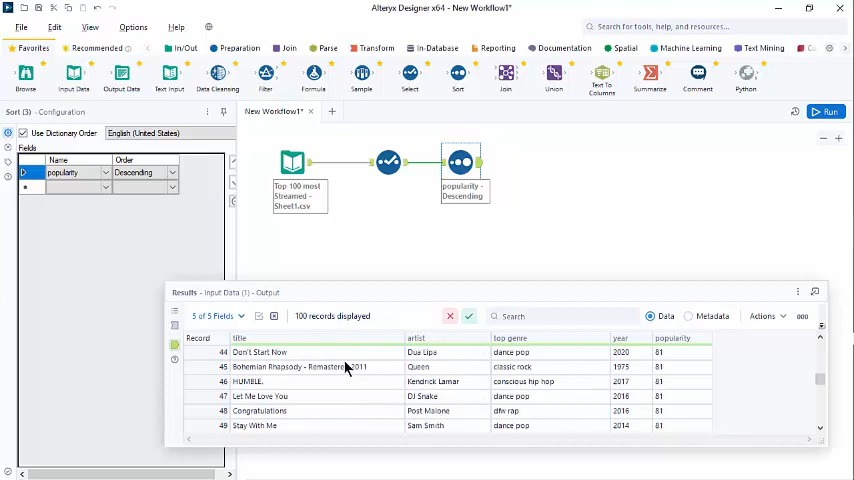 Alteryx Designer x64 - New Workflow1*
File Edit View Options Help
Search for tools, help, resources...
Favorites Recommended In/Out Preparation Join Parse Transform In-Database Reporting Documentation Spatial Machine Learning Text Mining
Browse Input Data Output Data Text Input Data Cleansing Filter Formula Sample Select Sort Join Union Text To Columns Summarize Comment Python
Sort (3) - Configuration
New Workflow1*
Run
Use Dictionary Order English (United States)
Fields
Name Order
popularity Descending
Top 100 most
Streamed -
Sheet1.csv
popularity -
Descending
Results - Input Data (1) - Output
5 of 5 Fields 100 records displayed Search Data Metadata Actions 000
Record title artist top genre year popularity
44 Don't Start Now Dua Lipa dance pop 2020 81
45 Bohemian Rhapsody - Remastered 2011 Queen classic rock 1975 81
46 HUMBLE. Kendrick Lamar conscious hip hop 2017 81
47 Let Me Love You DJ Snake dance pop 2016 81
48 Congratulations Post Malone dfw rap 2016 81
49 Stay With Me Sam Smith dance pop 2014 81